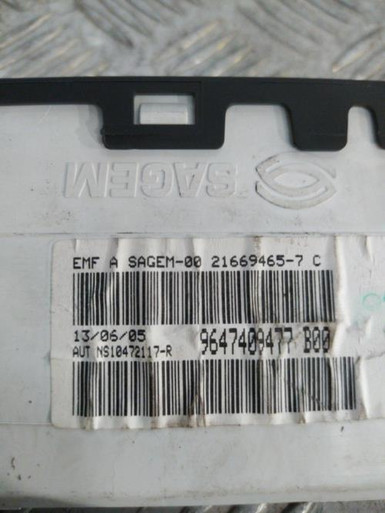 SAGEM
EMF A SAGEM-00 21669465-7 C
13/06/05
9647409477 B00
AUT NS10472117-R